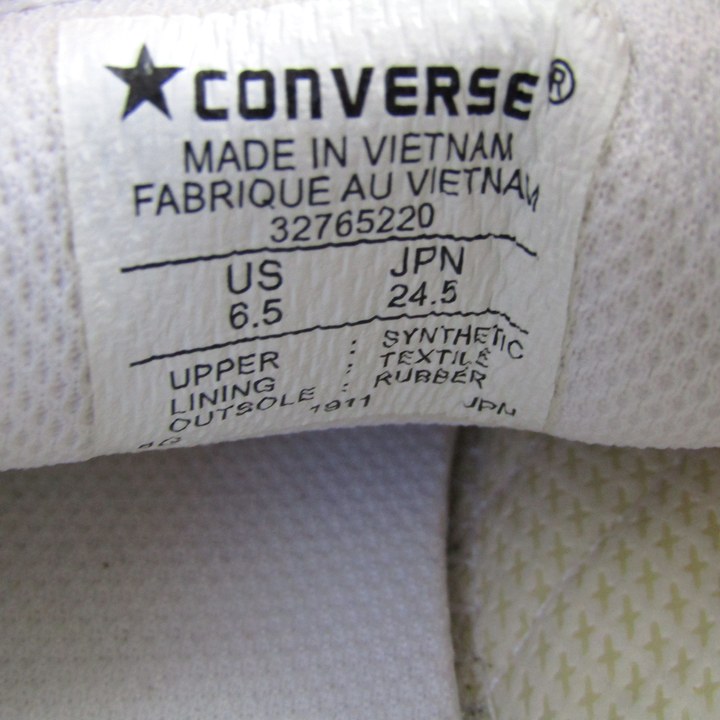 ★CONVERSE®
MADE IN VIETNAM
FABRIQUE AU VIETNAM
32765220
US JPN
6.5 24.5
UPPER : SYNTHETIC
LINING : TEXTILE
OUTSOLE : RUBBER
1911 JPN